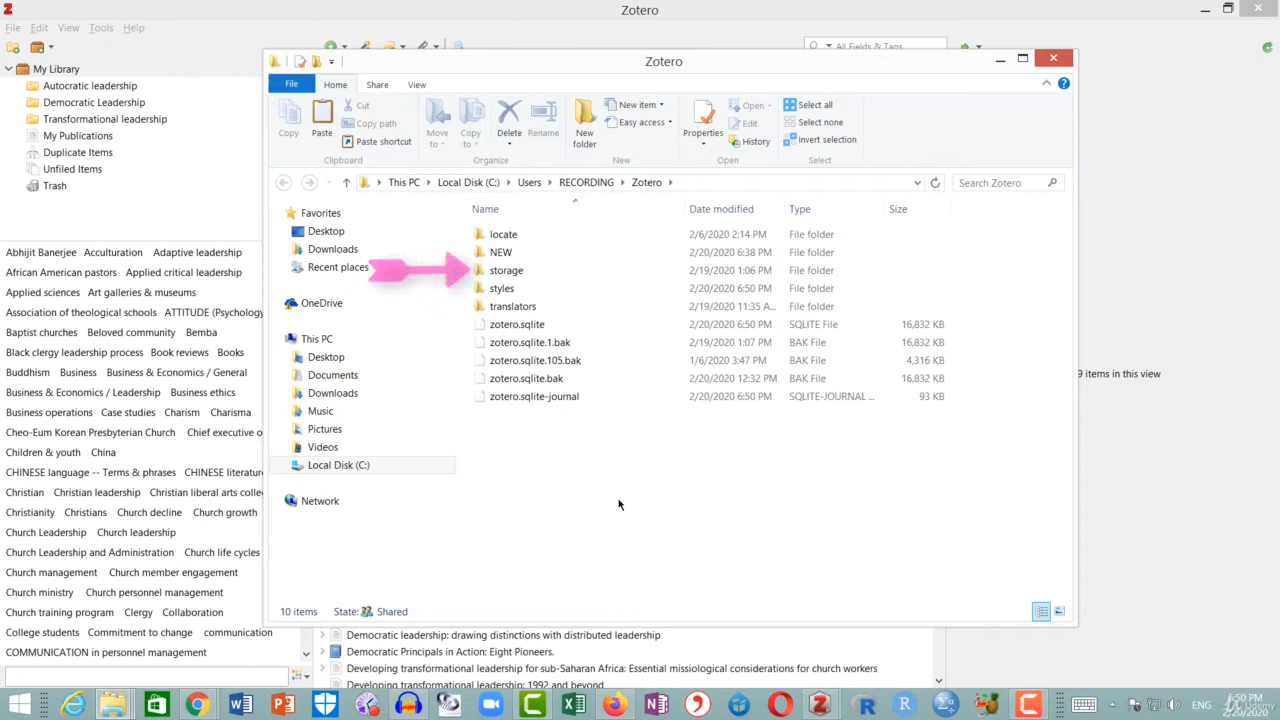 Zotero
File Edit View Tools Help
All Fields & Tags
My Library
Autocratic leadership
Democratic Leadership
Transformational leadership
My Publications
Duplicate Items
Unfiled Items
Trash
Abhijit Banerjee Acculturation Adaptive leadership
African American pastors Applied critical leadership
Applied sciences Art galleries & museums
Association of theological schools ATTITUDE (Psychology
Baptist churches Beloved community Bemba
Black clergy leadership process Book reviews Books
Buddhism Business Business & Economics / General
Business & Economics / Leadership Business ethics
Business operations Case studies Charism Charisma
Cheo-Eum Korean Presbyterian Church Chief executive o
Children & youth China
CHINESE language -- Terms & phrases CHINESE literatur
Christian Christian leadership Christian liberal arts colle
Christianity Christians Church decline Church growth
Church Leadership Church leadership
Church Leadership and Administration Church life cycles
Church management Church member engagement
Church ministry Church personnel management
Church training program Clergy Collaboration
College students Commitment to change communication
COMMUNICATION in personnel management
Zotero
File Home Share View
Copy
Paste
Cut
Copy path
Paste shortcut
Clipboard
Move to
Copy to
Delete
Rename
Organize
New folder
New item
Easy access
New
Properties
Open
Edit
History
Open
Select all
Select none
Invert selection
Select
This PC Local Disk (C:) Users RECORDING Zotero
Search Zotero
Favorites
Desktop
Downloads
Recent places
OneDrive
This PC
Desktop
Documents
Downloads
Music
Pictures
Videos
Local Disk (C:)
Network
Name Date modified Type Size
locate 2/6/2020 2:14 PM File folder
NEW 2/20/2020 6:38 PM File folder
storage 2/19/2020 1:06 PM File folder
styles 2/20/2020 6:50 PM File folder
translators 2/19/2020 11:35 A... File folder
zotero.sqlite 2/20/2020 6:50 PM SQLITE File 16,832 KB
zotero.sqlite.1.bak 2/19/2020 1:07 PM BAK File 16,832 KB
zotero.sqlite.105.bak 1/6/2020 3:47 PM BAK File 4,316 KB
zotero.sqlite.bak 2/20/2020 12:32 PM BAK File 16,832 KB
zotero.sqlite-journal 2/20/2020 6:50 PM SQLITE-JOURNAL ... 93 KB
10 items State: Shared
9 items in this view
Democratic leadership: drawing distinctions with distributed leadership
Democratic Principals in Action: Eight Pioneers.
Developing transformational leadership for sub-Saharan Africa: Essential missiological considerations for church workers
Developing transformational leadership: 1992 and beyond
ENG
6:50 PM
2/20/2020
Udemy